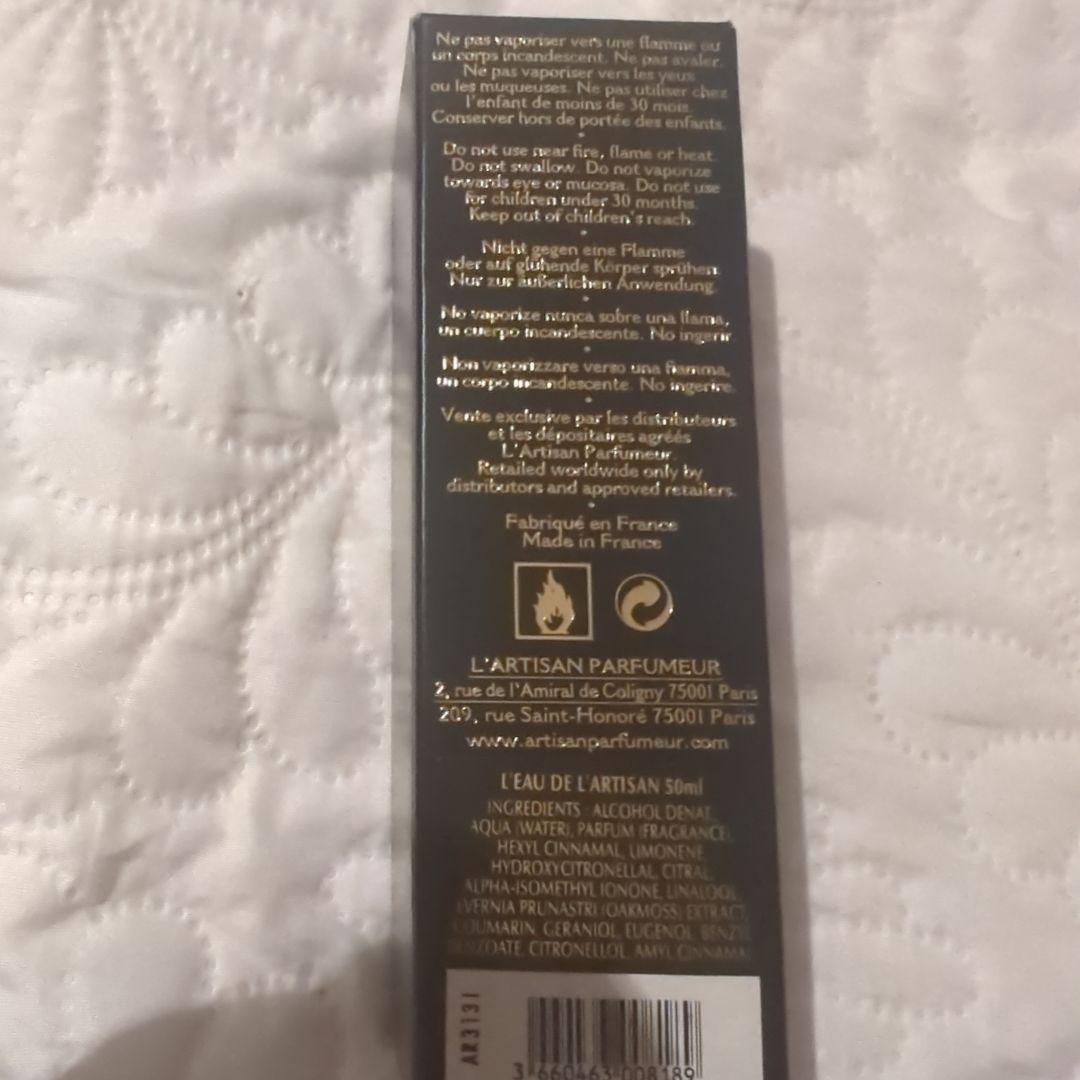 Ne pas vaporiser vers une flamme ou
un corps incandescent. Ne pas avaler.
Ne pas vaporiser vers les yeux
ou les muqueuses. Ne pas utiliser chez
l'enfant de moins de 30 mois.
Conserver hors de portée des enfants.
Do not use near fire, flame or heat.
Do not swallow. Do not vaporize
towards eye or mucosa. Do not use
for children under 30 months.
Keep out of children's reach.
Nicht gegen eine Flamme
oder auf glühende Körper sprühen.
Nur zur äußerlichen Anwendung.
No vaporize nunca sobre una llama,
un cuerpo incandescente. No ingerir
Non vaporizzare verso una fiamma,
un corpo incandescente. No ingerire.
Vente exclusive par les distributeurs
et les dépositaires agréés
L'Artisan Parfumeur.
Retailed worldwide only by
distributors and approved retailers.
Fabriqué en France
Made in France
L'ARTISAN PARFUMEUR
2, rue de l'Amiral de Coligny 75001 Paris
209, rue Saint-Honoré 75001 Paris
www.artisanparfumeur.com
L'EAU DE L'ARTISAN 50ml
INGREDIENTS : ALCOHOL DENAT.,
AQUA (WATER), PARFUM (FRAGRANCE),
HEXYL CINNAMAL, LIMONENE,
HYDROXYCITRONELLAL, CITRAL,
ALPHA-ISOMETHYL IONONE, LINALOOL,
EVERNIA PRUNASTRI (OAKMOSS) EXTRACT,
COUMARIN, GERANIOL, EUGENOL, BENZYL
BENZOATE, CITRONELLOL, AMYL CINNAMAL
AR3131
3 660463 008189